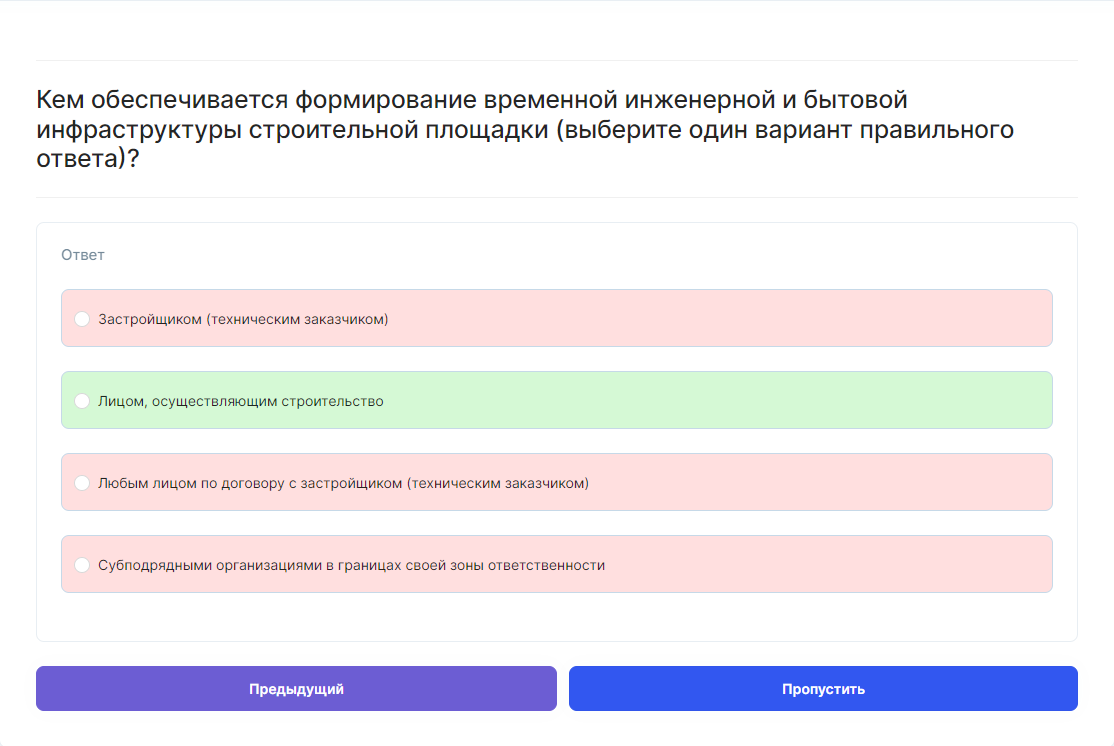 Кем обеспечивается формирование временной инженерной и бытовой
инфраструктуры строительной площадки (выберите один вариант правильного
ответа)?
Ответ
Застройщиком (техническим заказчиком)
Лицом, осуществляющим строительство
Любым лицом по договору с застройщиком (техническим заказчиком)
Субподрядными организациями в границах своей зоны ответственности
Предыдущий
Пропустить